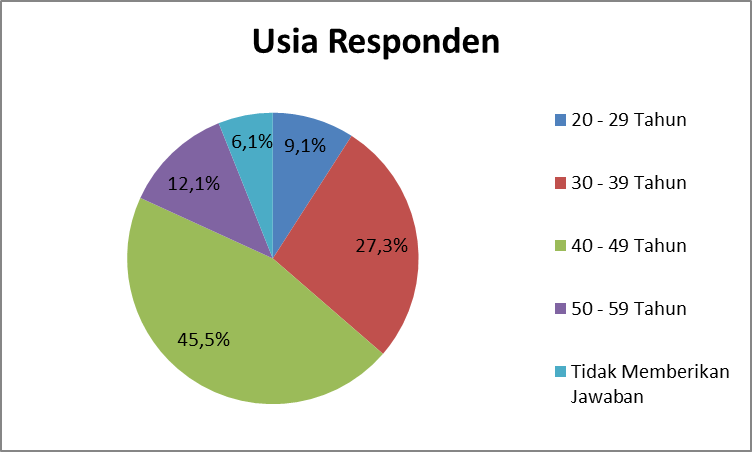 Usia Responden
6,1%
9,1%
12,1%
27,3%
45,5%
20 - 29 Tahun
30 - 39 Tahun
40 - 49 Tahun
50 - 59 Tahun
Tidak Memberikan
Jawaban